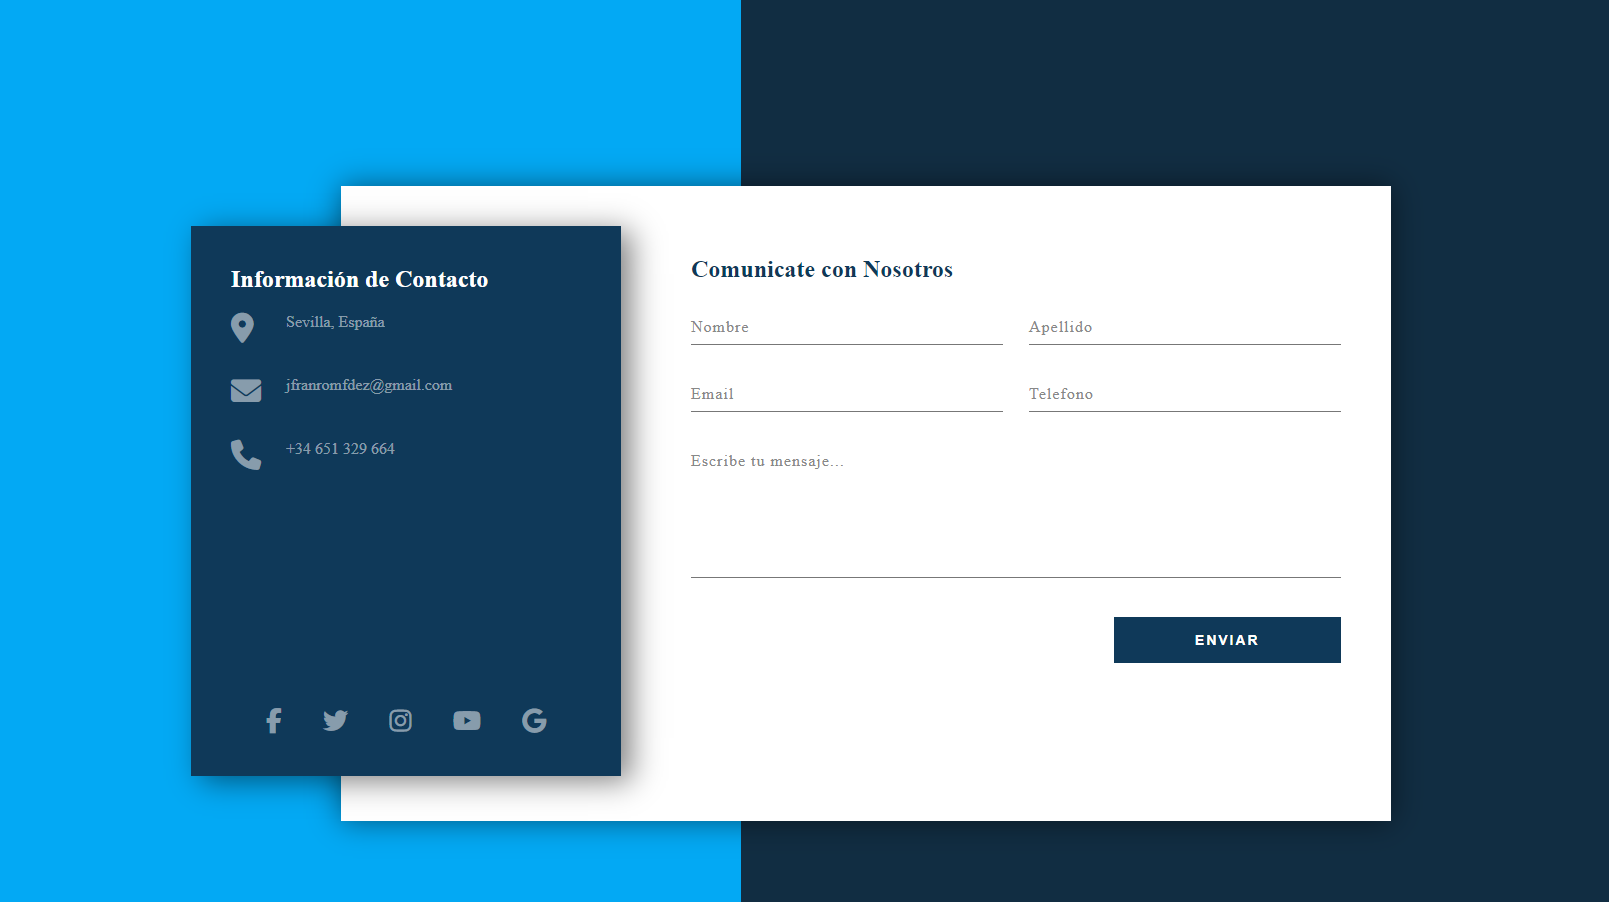 Información de Contacto
Sevilla, España
jfranromfdez@gmail.com
+34 651 329 664
Comunicate con Nosotros
Nombre
Apellido
Email
Telefono
Escribe tu mensaje...
ENVIAR